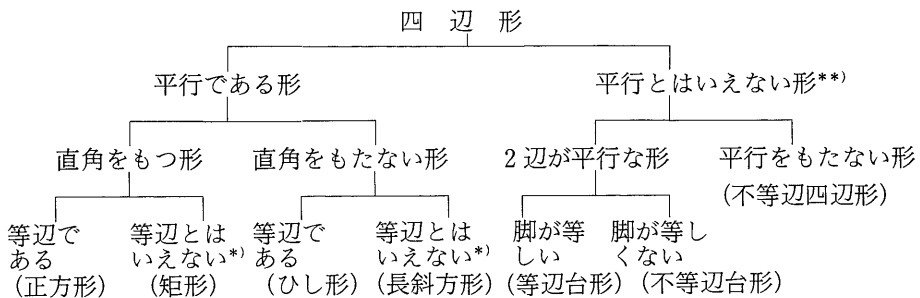 四辺形
平行である形 平行とはいえない形**)
直角をもつ形 直角をもたない形 2辺が平行な形 平行をもたない形
(不等辺四辺形)
等辺で 等辺とは 等辺で 等辺とは 脚が等 脚が等し
ある いえない*) ある いえない*) しい くない
(正方形) (矩形) (ひし形) (長斜方形) (等辺台形) (不等辺台形)